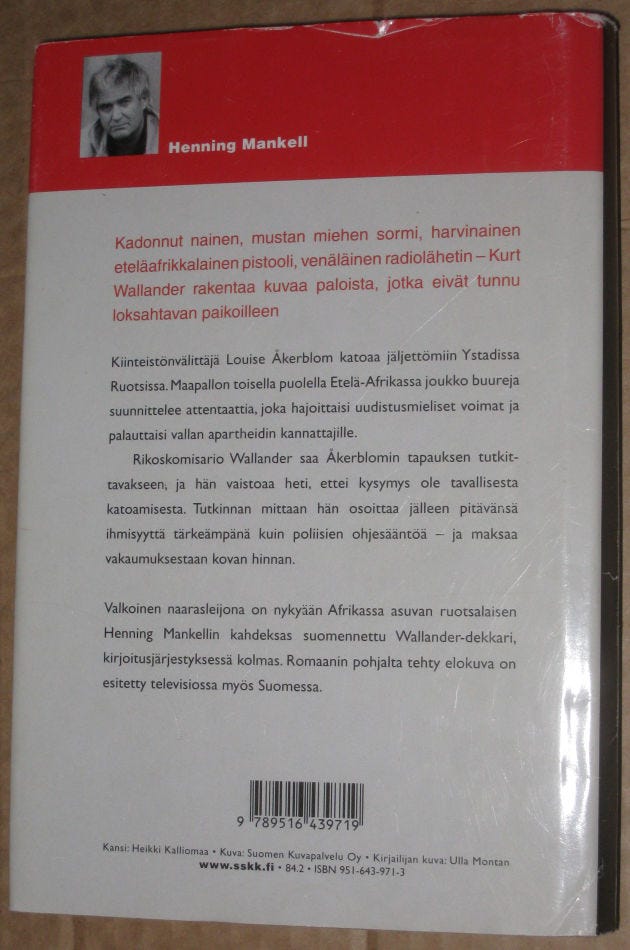 Henning Mankell
Kadonnut nainen, mustan miehen sormi, harvinainen
eteläafrikkalainen pistooli, venäläinen radiolähetin – Kurt
Wallander rakentaa kuvaa paloista, jotka eivät tunnu
loksahtavan paikoilleen
Kiinteistönvälittäjä Louise Åkerblom katoaa jäljettömiin Ystadissa
Ruotsissa. Maapallon toisella puolella Etelä-Afrikassa joukko buureja
suunnittelee attentaattia, joka hajoittaisi uudistusmieliset voimat ja
palauttaisi vallan apartheidin kannattajille.
Rikoskomisario Wallander saa Åkerblomin tapauksen tutkit-
tavakseen, ja hän vaistoaa heti, ettei kysymys ole tavallisesta
katoamisesta. Tutkinnan mittaan hän osoittaa jälleen pitävänsä
ihmisyyttä tärkeämpänä kuin poliisien ohjesääntöä – ja maksaa
vakaumuksestaan kovan hinnan.
Valkoinen naarasleijona on nykyään Afrikassa asuvan ruotsalaisen
Henning Mankellin kahdeksas suomennettu Wallander-dekkari,
kirjoitusjärjestyksessä kolmas. Romaanin pohjalta tehty elokuva on
esitetty televisiossa myös Suomessa.
9 789516 439719
Kansi: Heikki Kalliomaa • Kuva: Suomen Kuvapalvelu Oy • Kirjailijan kuva: Ulla Montan
www.sskk.fi • 84.2 • ISBN 951-643-971-3